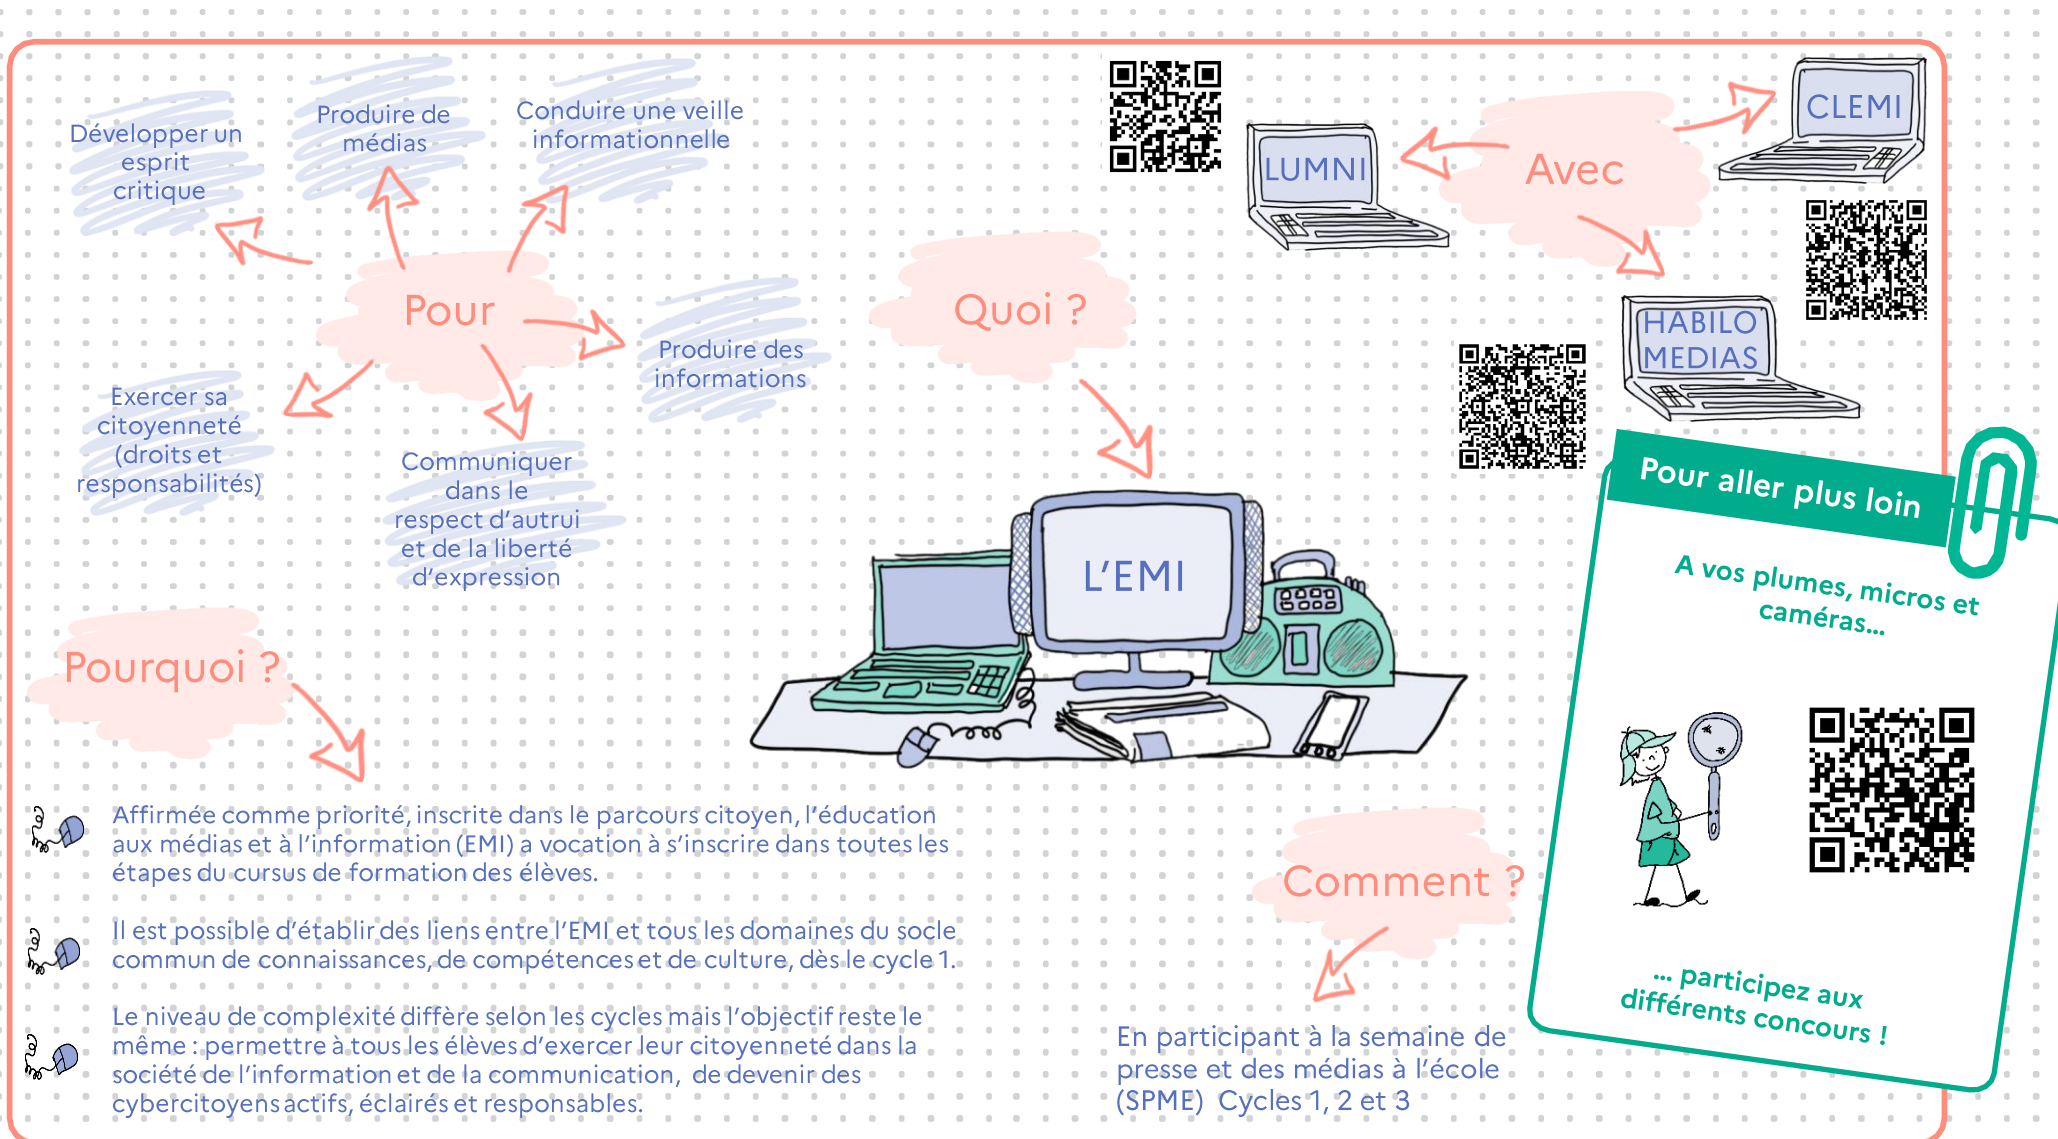 Développer un
esprit
critique
Produire de
médias
Conduire une veille
informationnelle
Pour
Produire des
informations
Exercer sa
citoyenneté
(droits et
responsabilités)
Communiquer
dans le
respect d'autrui
et de la liberté
d'expression
Quoi ?
L'EMI
Avec
LUMNI
CLEMI
HABILO
MEDIAS
Pourquoi ?
Affirmée comme priorité, inscrite dans le parcours citoyen, l'éducation
aux médias et à l'information (EMI) a vocation à s'inscrire dans toutes les
étapes du cursus de formation des élèves.
Il est possible d'établir des liens entre l'EMI et tous les domaines du socle
commun de connaissances, de compétences et de culture, dès le cycle 1.
Le niveau de complexité diffère selon les cycles mais l'objectif reste le
même : permettre à tous les élèves d'exercer leur citoyenneté dans la
société de l'information et de la communication, de devenir des
cybercitoyens actifs, éclairés et responsables.
Comment ?
En participant à la semaine de
presse et des médias à l'école
(SPME) Cycles 1, 2 et 3
Pour aller plus loin
A vos plumes, micros et
caméras...
... participez aux
différents concours !